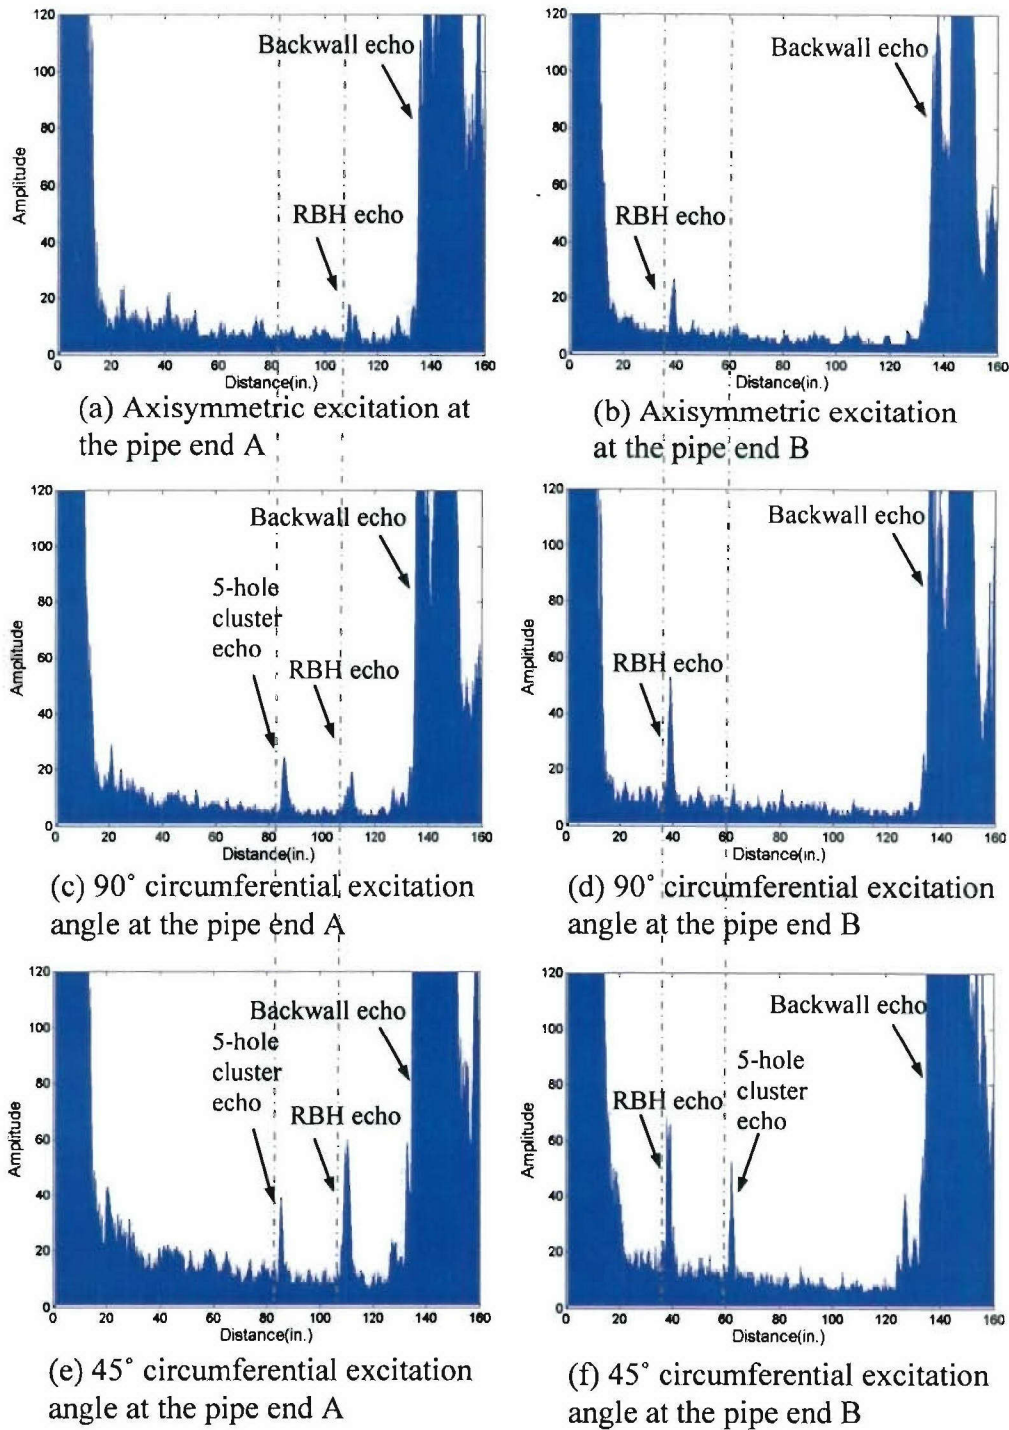 120
100
80
60
40
20
0
Amplitude
Backwall echo
RBH echo
0 20 40 60 80 100 120 140 160
Distance(in.)
(a) Axisymmetric excitation at
the pipe end A
120
100
80
60
40
20
0
Amplitude
Backwall echo
RBH echo
0 20 40 60 80 100 120 140 160
Distance(in.)
(b) Axisymmetric excitation
at the pipe end B
120
100
80
60
40
20
0
Amplitude
Backwall echo
5-hole
cluster
echo
RBH echo
0 20 40 60 80 100 120 140 160
Distance(in.)
(c) 90° circumferential excitation
angle at the pipe end A
120
100
80
60
40
20
0
Amplitude
Backwall echo
RBH echo
0 20 40 60 80 100 120 140 160
Distance(in.)
(d) 90° circumferential excitation
angle at the pipe end B
120
100
80
60
40
20
0
Amplitude
Backwall echo
5-hole
cluster
echo
RBH echo
0 20 40 60 80 100 120 140 160
Distance(in.)
(e) 45° circumferential excitation
angle at the pipe end A
120
100
80
60
40
20
0
Amplitude
Backwall echo
5-hole
cluster
echo
RBH echo
0 20 40 60 80 100 120 140 160
Distance(in.)
(f) 45° circumferential excitation
angle at the pipe end B